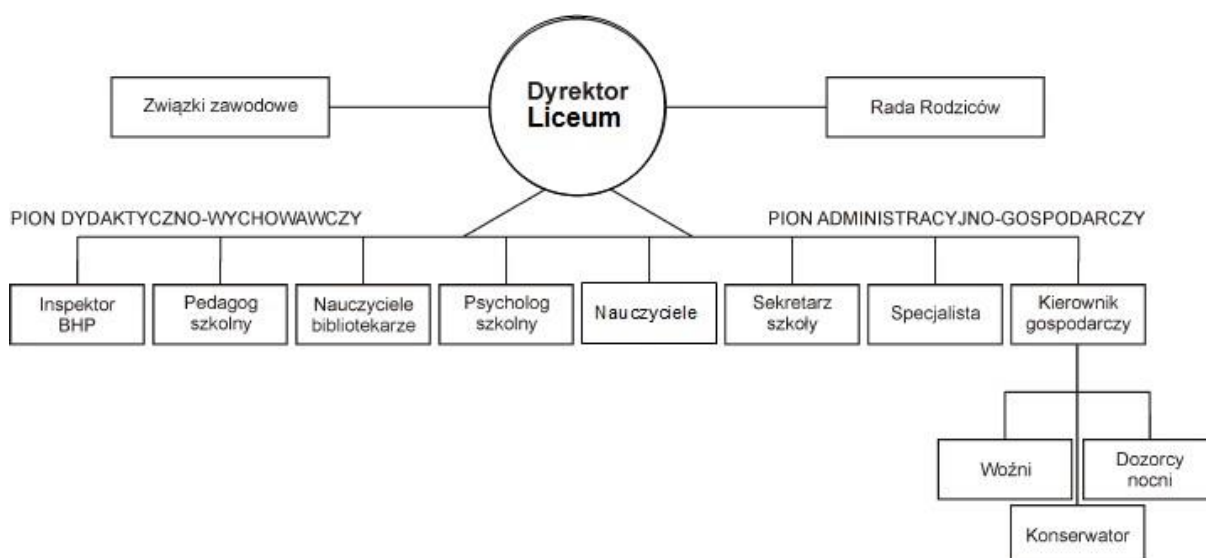 Związki zawodowe
Dyrektor
Liceum
Rada Rodziców
PION DYDAKTYCZNO-WYCHOWAWCZY
PION ADMINISTRACYJNO-GOSPODARCZY
Inspektor
BHP
Pedagog
szkolny
Nauczyciele
bibliotekarze
Psycholog
szkolny
Nauczyciele
Sekretarz
szkoły
Specjalista
Kierownik
gospodarczy
Woźni
Dozorcy
nocni
Konserwator